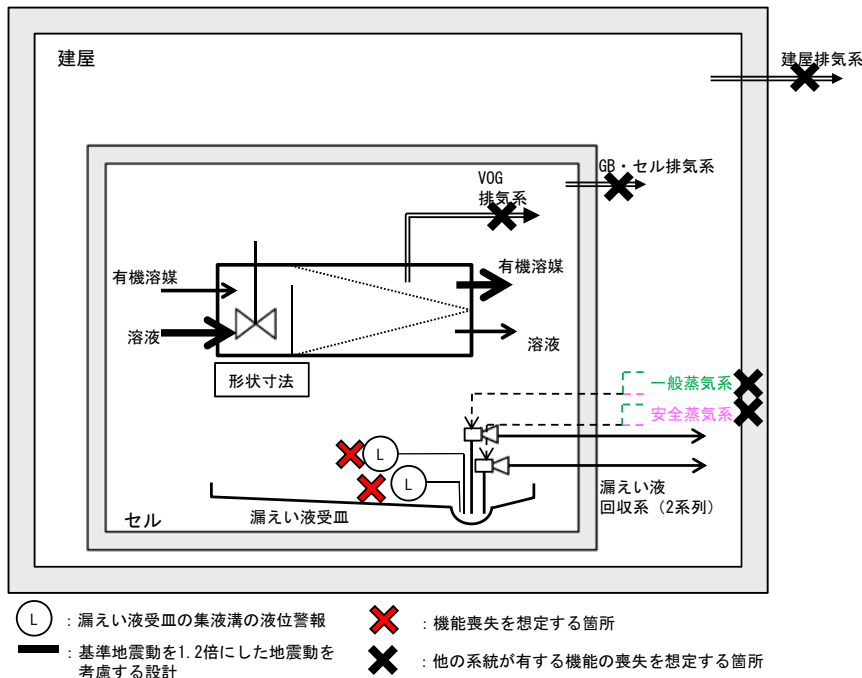 建屋
建屋排気系
GB・セル排気系
VOG
排気系
有機溶媒
有機溶媒
溶液
溶液
形状寸法
一般蒸気系
安全蒸気系
L
L
漏えい液
回収系（2系列）
漏えい液受皿
セル
L
：漏えい液受皿の集液溝の液位警報
：機能喪失を想定する箇所
：基準地震動を1.2倍にした地震動を
考慮する設計
：他の系統が有する機能の喪失を想定する箇所